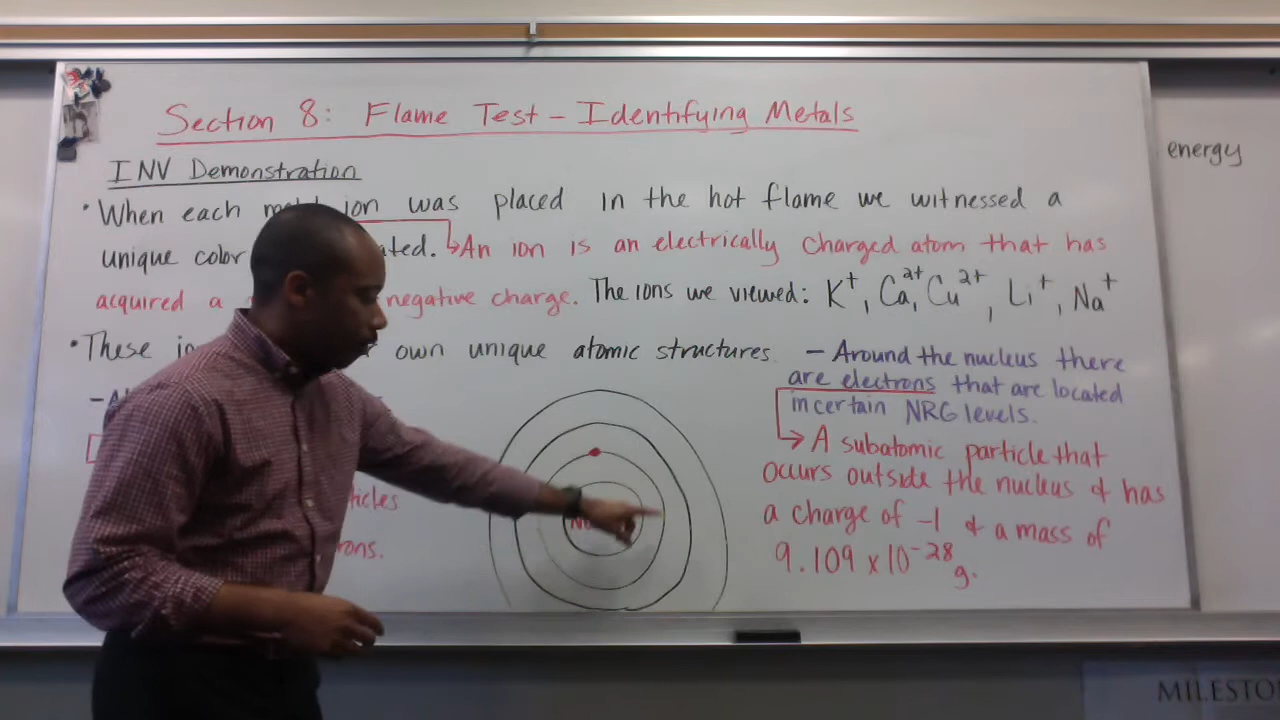 Section 8: Flame Test - Identifying Metals
energy
INV Demonstration
• When each ion was placed in the hot flame we witnessed a
unique color
An ion is an electrically charged atom that has
acquired a negative charge. The ions we viewed: K⁺, Ca²⁺, Cu²⁺, Li⁺, Na⁺
• These own unique atomic structures
- Around the nucleus there
are electrons that are located
in certain NRG levels.
→ A subatomic particle that
occurs outside the nucleus & has
a charge of -1 & a mass of
9.109 x 10⁻²⁸ g.
MILESTO